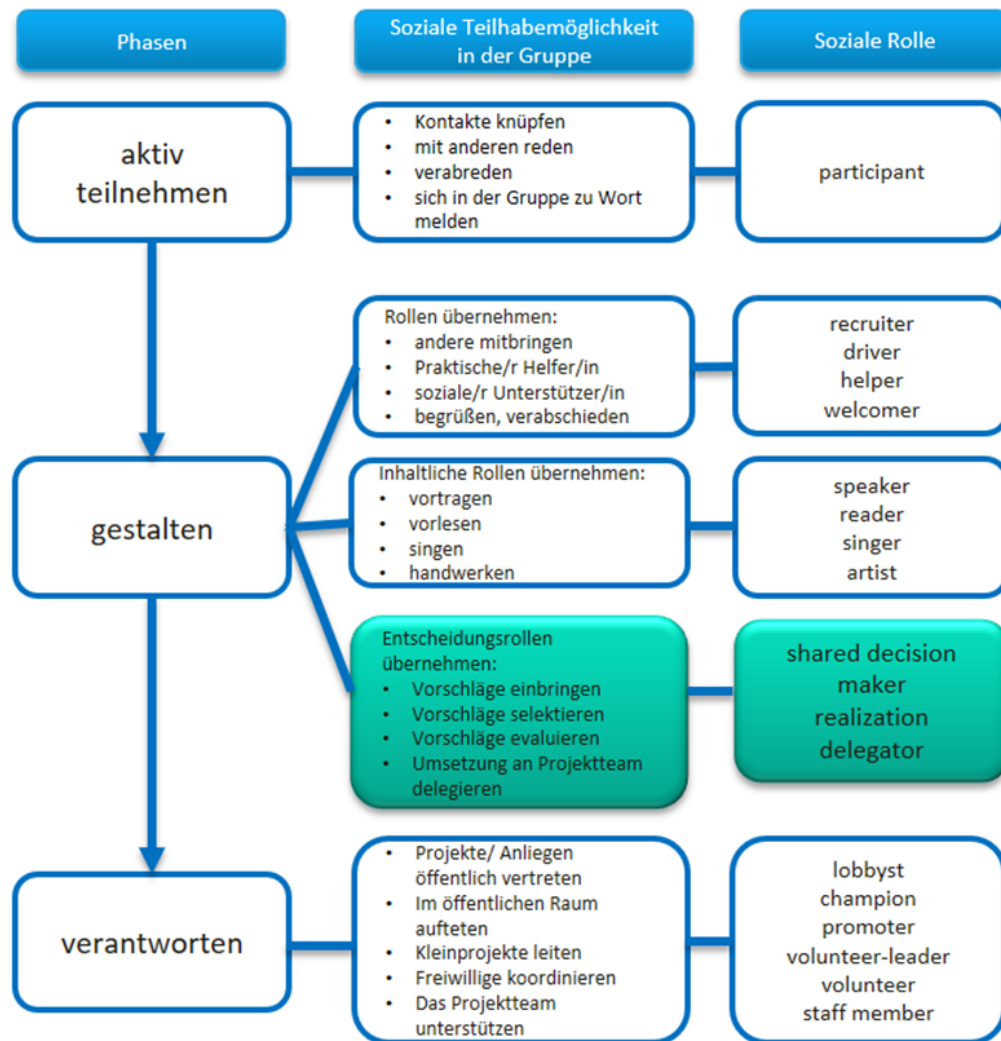 Phasen
Soziale Teilhabemöglichkeit
in der Gruppe
Soziale Rolle
aktiv
teilnehmen
• Kontakte knüpfen
• mit anderen reden
• verabreden
• sich in der Gruppe zu Wort
melden
participant
gestalten
Rollen übernehmen:
• andere mitbringen
• Praktische/r Helfer/in
• soziale/r Unterstützer/in
• begrüßen, verabschieden
recruiter
driver
helper
welcomer
Inhaltliche Rollen übernehmen:
• vortragen
• vorlesen
• singen
• handwerken
speaker
reader
singer
artist
Entscheidungsrollen
übernehmen:
• Vorschläge einbringen
• Vorschläge selektieren
• Vorschläge evaluieren
• Umsetzung an Projektteam
delegieren
shared decision
maker
realization
delegator
verantworten
• Projekte/ Anliegen
öffentlich vertreten
• Im öffentlichen Raum
aufteten
• Kleinprojekte leiten
• Freiwillige koordinieren
• Das Projektteam
unterstützen
lobbyst
champion
promoter
volunteer-leader
volunteer
staff member